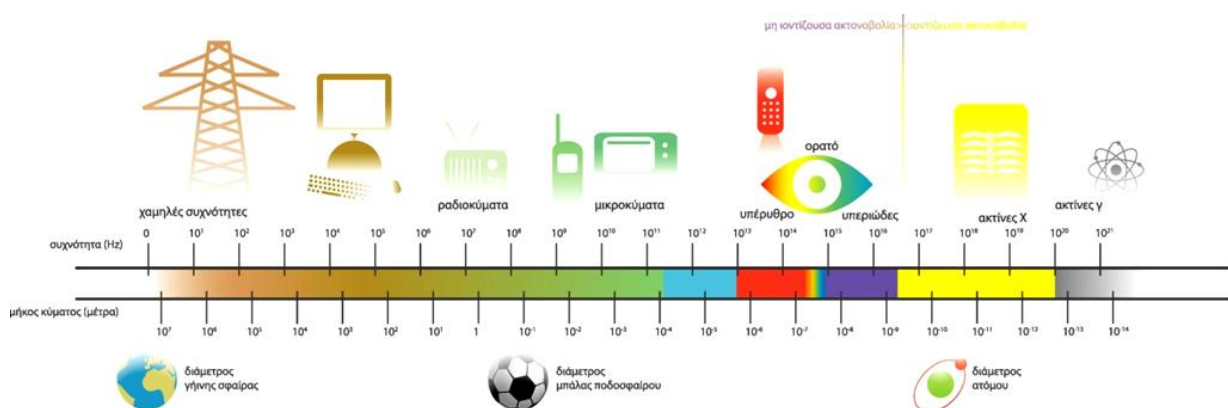 μη ιοντίζουσα ακτονοβολία><ιοντίζουσα ακτονοβολία
ορατό
χαμηλές συχνότητες
ραδιοκύματα
μικροκύματα
υπέρυθρο
υπεριώδες
ακτίνες Χ
ακτίνες γ
συχνότητα (Hz) 0 10¹ 10² 10³ 10⁴ 10⁵ 10⁶ 10⁷ 10⁸ 10⁹ 10¹⁰ 10¹¹ 10¹² 10¹³ 10¹⁴ 10¹⁵ 10¹⁶ 10¹⁷ 10¹⁸ 10¹⁹ 10²⁰ 10²¹
μήκος κύματος (μέτρα) 10⁷ 10⁶ 10⁵ 10⁴ 10³ 10² 10¹ 1 10⁻¹ 10⁻² 10⁻³ 10⁻⁴ 10⁻⁵ 10⁻⁶ 10⁻⁷ 10⁻⁸ 10⁻⁹ 10⁻¹⁰ 10⁻¹¹ 10⁻¹² 10⁻¹³ 10⁻¹⁴
διάμετρος
γήινης σφαίρας
διάμετρος
μπάλας ποδοσφαίρου
διάμετρος
ατόμου